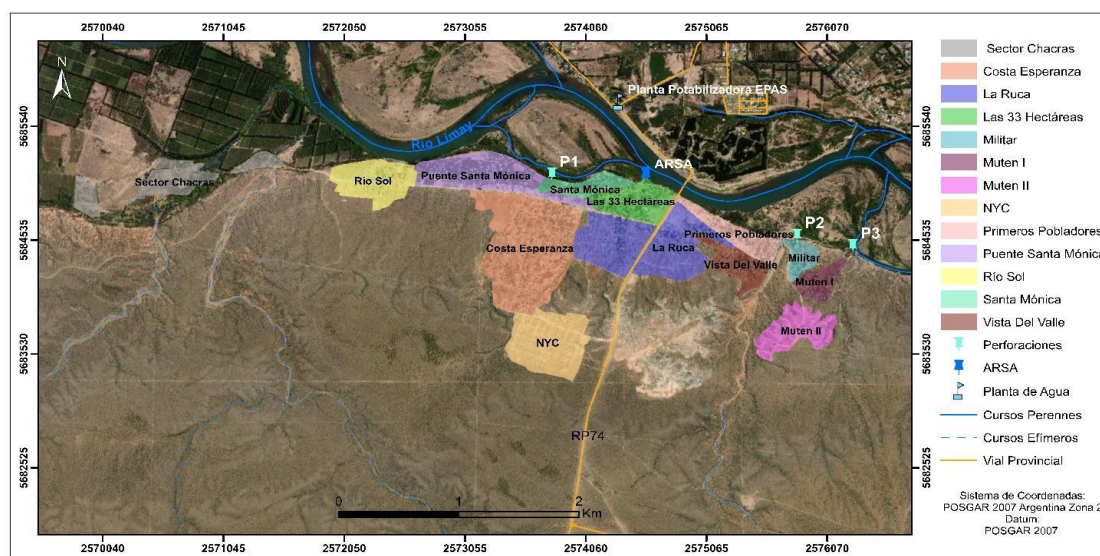 2570040 2571045 2572050 2573055 2574060 2575065 2576070
N
Planta Potabilizadora EPAS
5685540
5685540
Río Limay
P1
ARSA
Sector Chacras
Río Sol
Puente Santa Mónica
Santa Mónica
Las 33 Hectáreas
5684535
5684535
Costa Esperanza
La Ruca
Primeros Pobladores
P2
P3
Vista Del Valle
Militar
Muten I
Muten II
NYC
5683530
5683530
RP74
5682525
5682525
0 1 2
Km
2570040 2571045 2572050 2573055 2574060 2575065 2576070
Sector Chacras
Costa Esperanza
La Ruca
Las 33 Hectáreas
Militar
Muten I
Muten II
NYC
Primeros Pobladores
Puente Santa Mónica
Río Sol
Santa Mónica
Vista Del Valle
Perforaciones
ARSA
Planta de Agua
Cursos Perennes
Cursos Efímeros
Vial Provincial
Sistema de Coordenadas:
POSGAR 2007 Argentina Zona 2
Datum:
POSGAR 2007